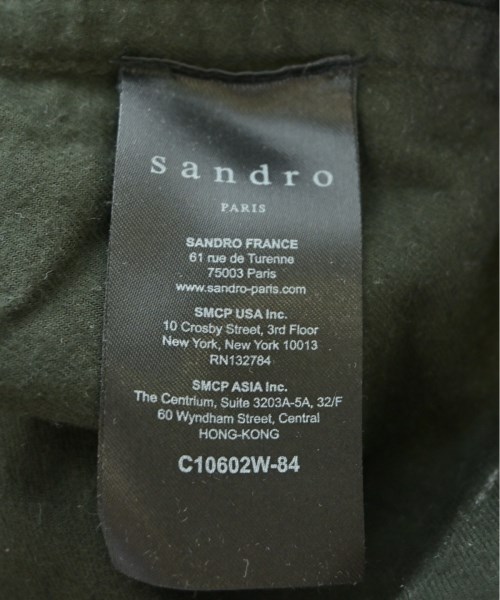 sandro
PARIS
SANDRO FRANCE
61 rue de Turenne
75003 Paris
www.sandro-paris.com
SMCP USA Inc.
10 Crosby Street, 3rd Floor
New York, New York 10013
RN132784
SMCP ASIA Inc.
The Centrium, Suite 3203A-5A, 32/F
60 Wyndham Street, Central
HONG-KONG
C10602W-84